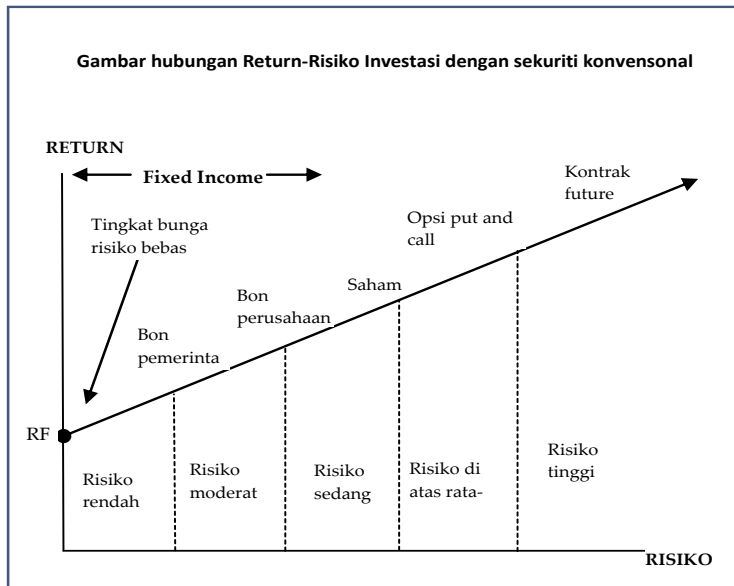 Gambar hubungan Return-Risiko Investasi dengan sekuriti konvensonal
RETURN
Fixed Income
Kontrak
future
Opsi put and
call
Tingkat bunga
risiko bebas
Saham
Bon
perusahaan
Bon
pemerinta
RF
Risiko
rendah
Risiko
moderat
Risiko
sedang
Risiko di
atas rata-
Risiko
tinggi
RISIKO